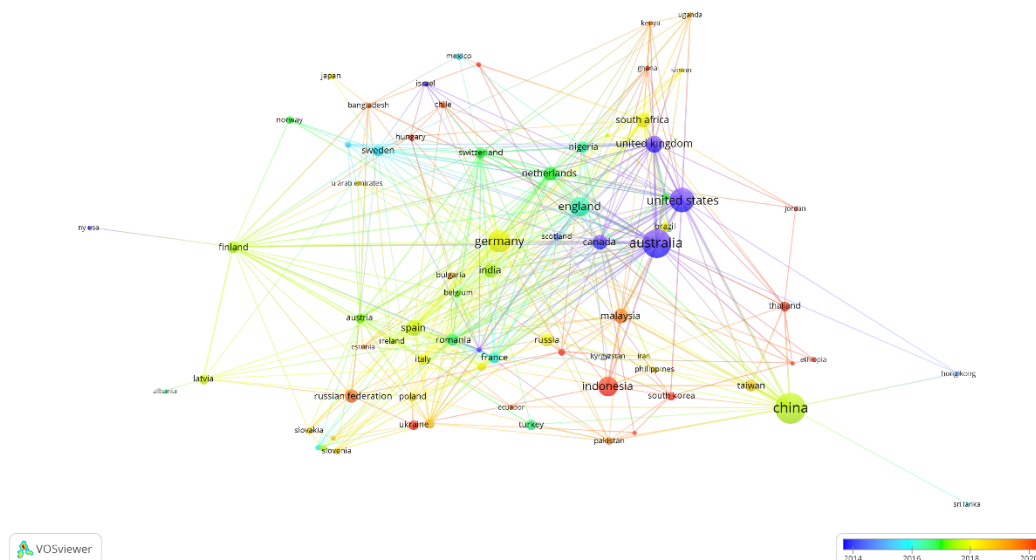 uganda
kenya
mexico
ghana
simon
japan
israel
bangladesh
chile
norway
south africa
hungary
united kingdom
nigeria
sweden
switzerland
netherlands
u arab emirates
united states
england
jordan
ny usa
brazil
scotland
germany
canada
australia
finland
india
bulgaria
belgium
thailand
austria
malaysia
spain
romania
ireland
russia
estonia
france
kyrgyzstan
iran
italy
ethiopia
philippines
hong kong
latvia
indonesia
taiwan
albania
russian federation
poland
south korea
ecuador
china
ukraine
turkey
slovakia
pakistan
slovenia
sri lanka
VOSviewer
2014 2016 2018